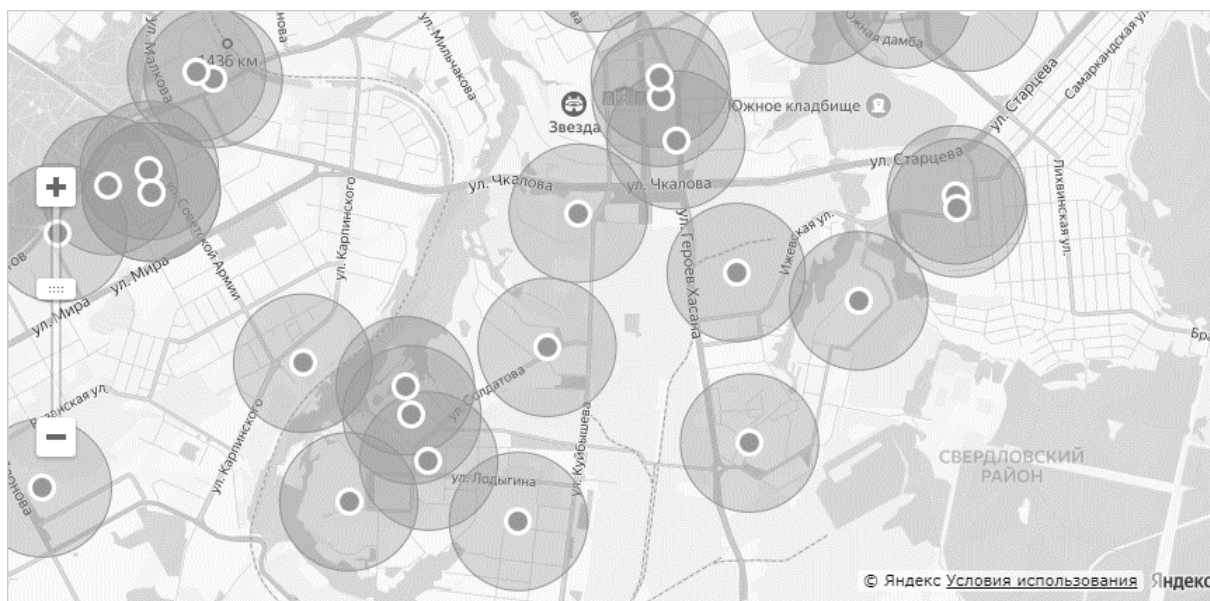 ул. Малкова
1436 км
ул. Мильчакова
Звезда
Южная дамба
Южное кладбище
ул. Старцева
Самаркандская ул.
ул. Старцева
Лихвинская ул.
ул. Чкалова
ул. Чкалова
ул. Советской Армии
ул. Карпинского
ул. Героев Хасана
Ижевская ул.
ул. Мира
ул. Мира
ул. Солдатова
ул. Карпинского
ул. Куйбышева
ул. Лодыгина
СВЕРДЛОВСКИЙ
РАЙОН
© Яндекс Условия использования
Яндекс